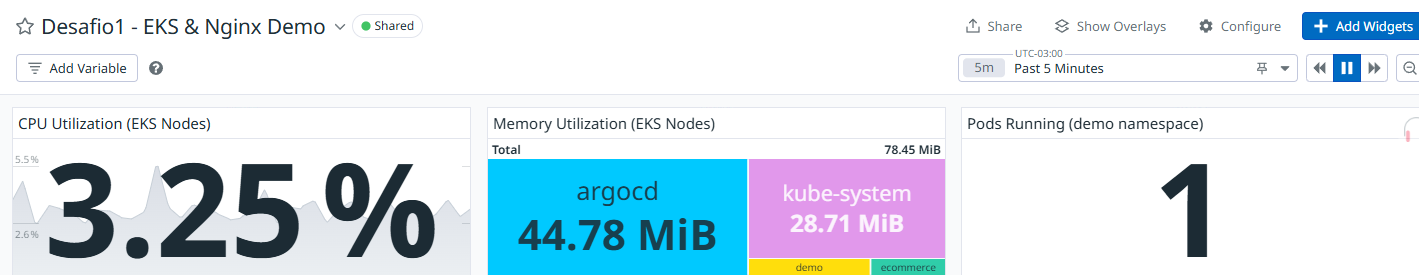 Desafio1 - EKS & Nginx Demo Shared Share Show Overlays Configure Add Widgets
Add Variable UTC-03:00 5m Past 5 Minutes
CPU Utilization (EKS Nodes)
5.5 %
2.6 %
3.25 %
Memory Utilization (EKS Nodes)
Total 78.45 MiB
argocd
44.78 MiB
kube-system
28.71 MiB
demo ecommerce
Pods Running (demo namespace)
1